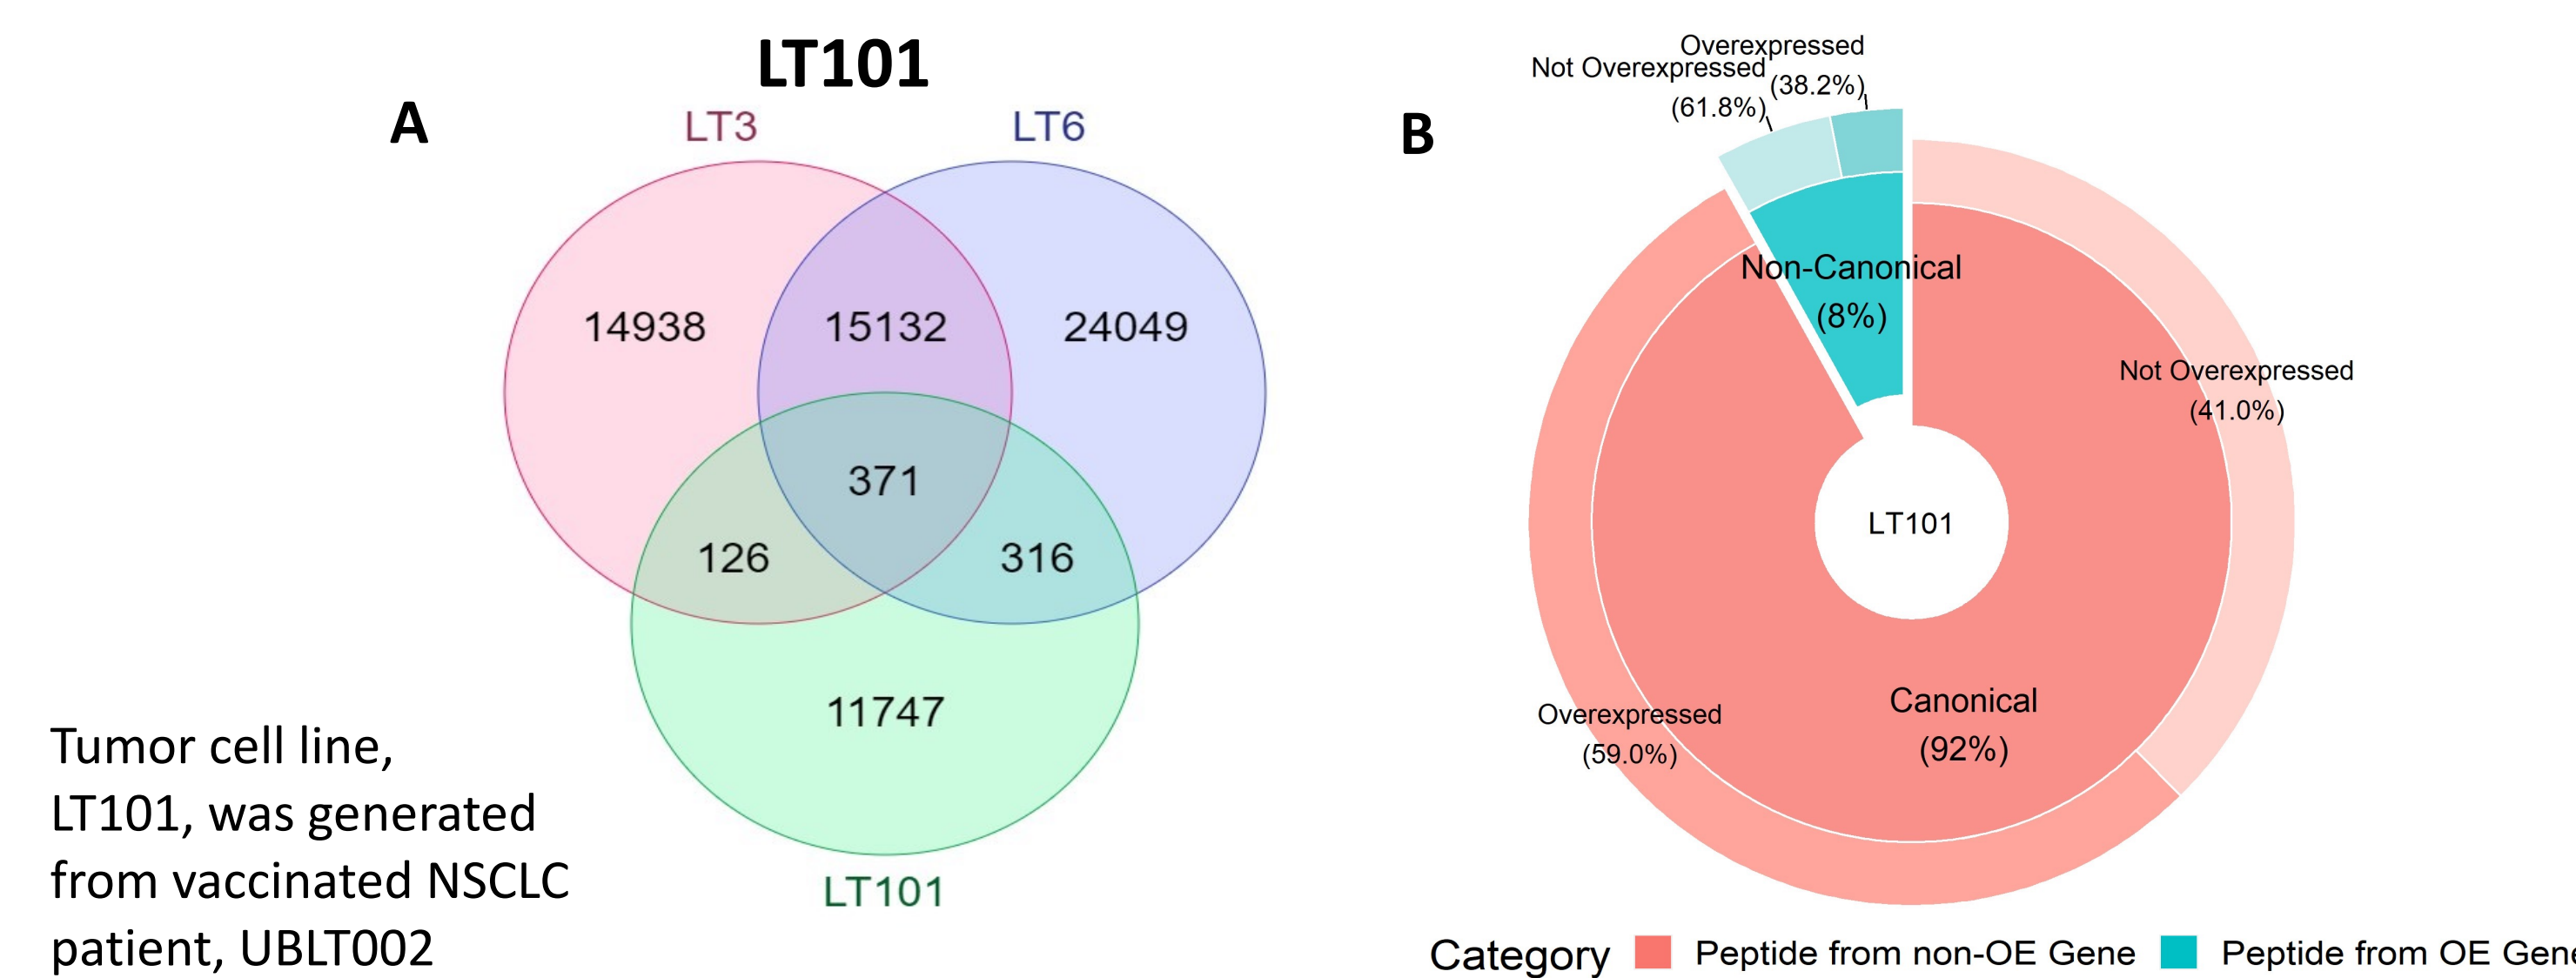 LT101
A
LT3
LT6
14938
15132
24049
371
126
316
11747
LT101
Tumor cell line,
LT101, was generated
from vaccinated NSCLC
patient, UBLT002
B
Overexpressed
(38.2%)
Not Overexpressed
(61.8%)
Non-Canonical
(8%)
Not Overexpressed
(41.0%)
LT101
Canonical
(92%)
Overexpressed
(59.0%)
Category
Peptide from non-OE Gene
Peptide from OE Gen